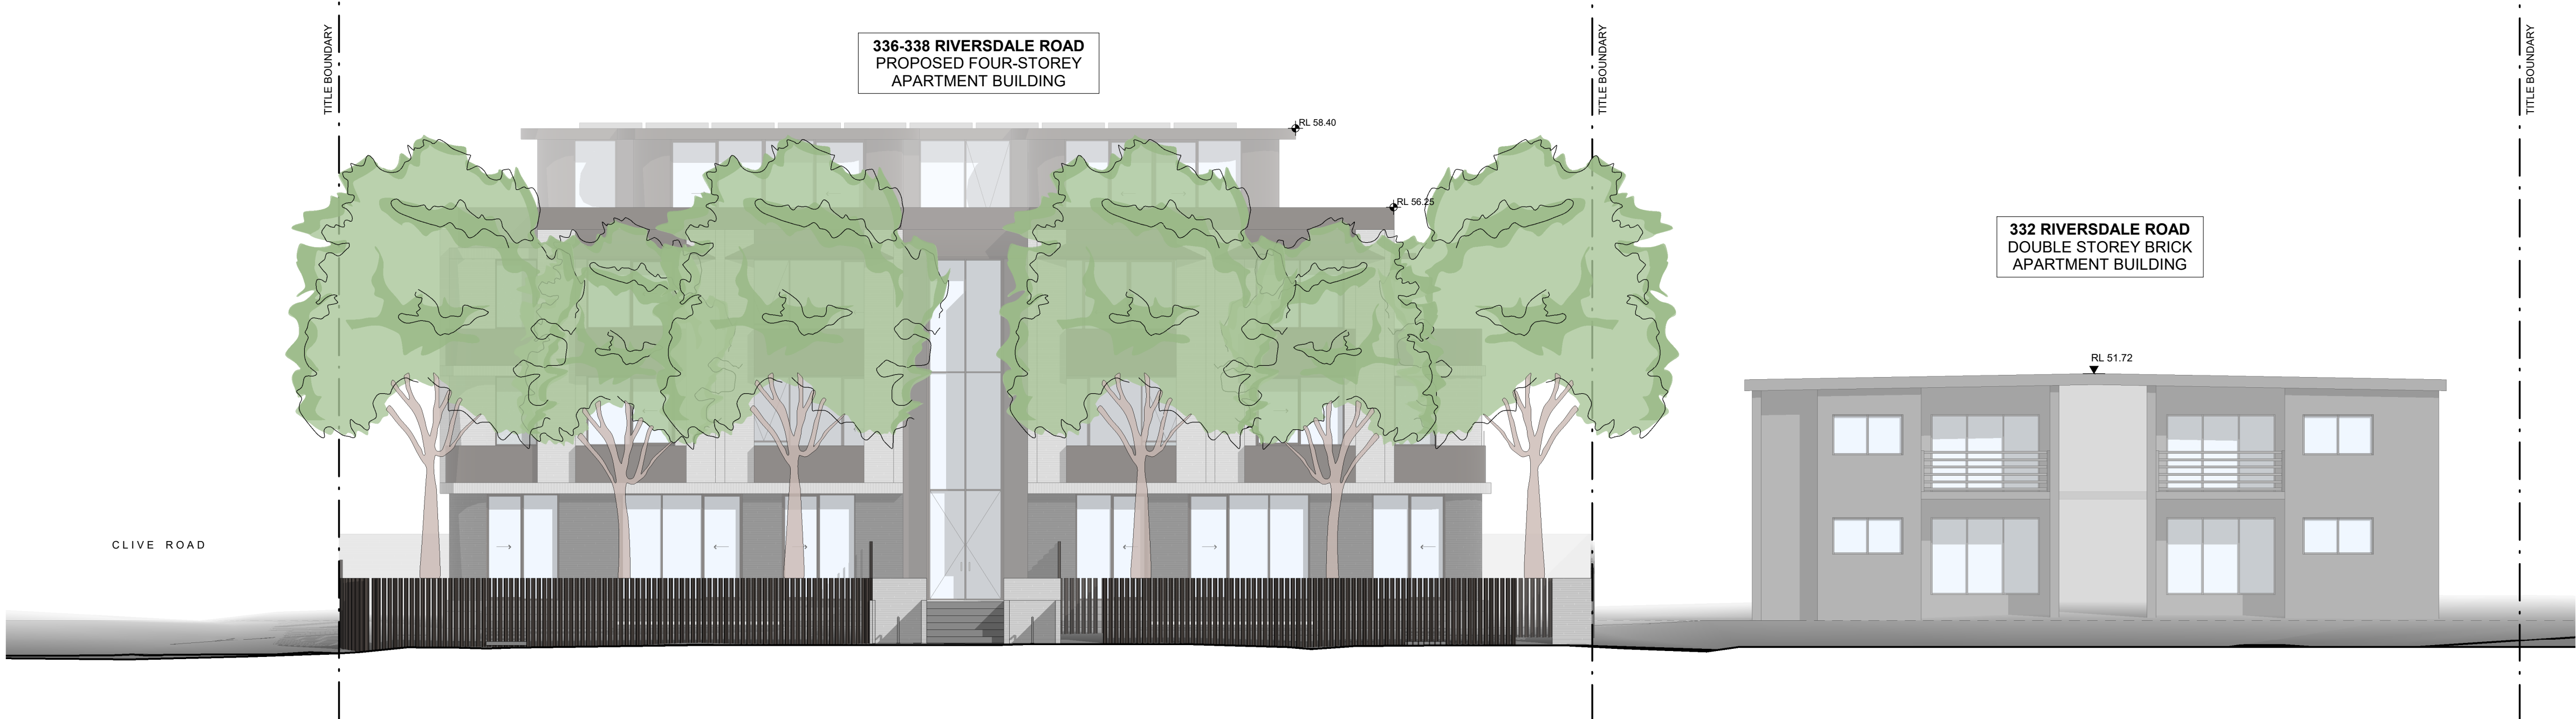 TITLE BOUNDARY
336-338 RIVERSDALE ROAD
PROPOSED FOUR-STOREY
APARTMENT BUILDING
TITLE BOUNDARY
TITLE BOUNDARY
RL 58.40
RL 56.25
332 RIVERSDALE ROAD
DOUBLE STOREY BRICK
APARTMENT BUILDING
RL 51.72
CLIVE ROAD